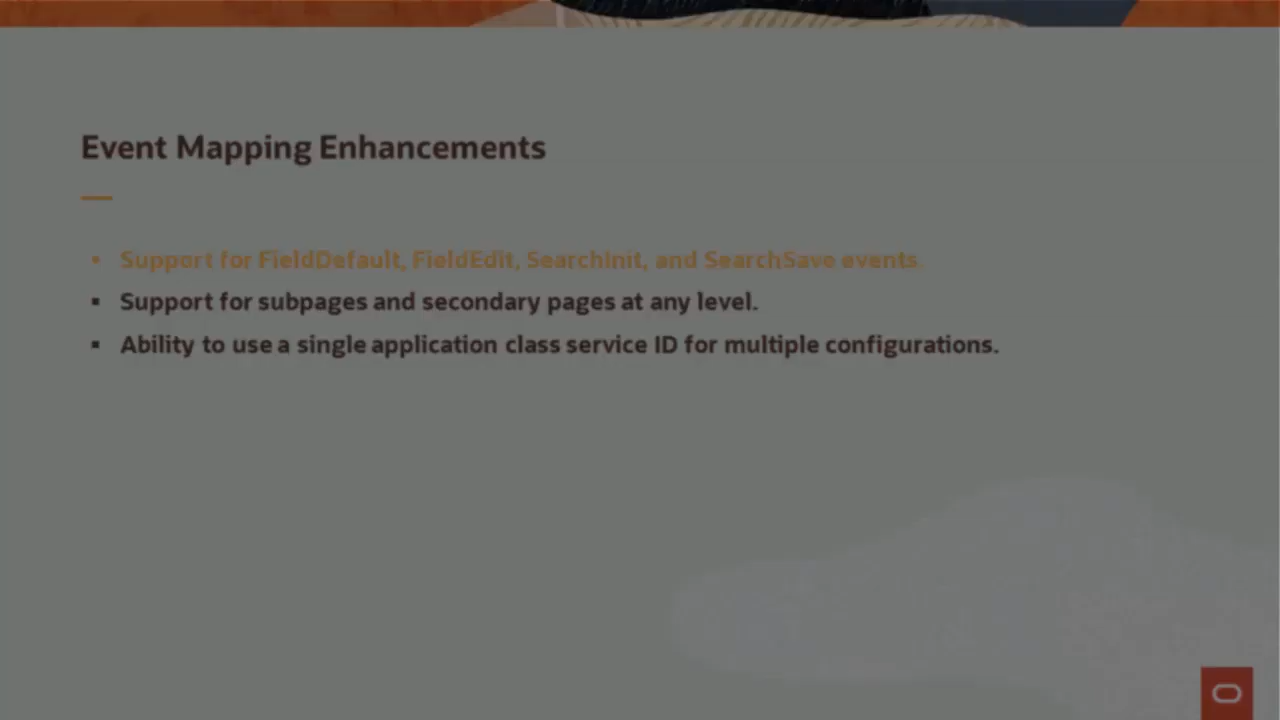 Event Mapping Enhancements
• Support for FieldDefault, FieldEdit, SearchInit, and SearchSave events.
▪ Support for subpages and secondary pages at any level.
▪ Ability to use a single application class service ID for multiple configurations.